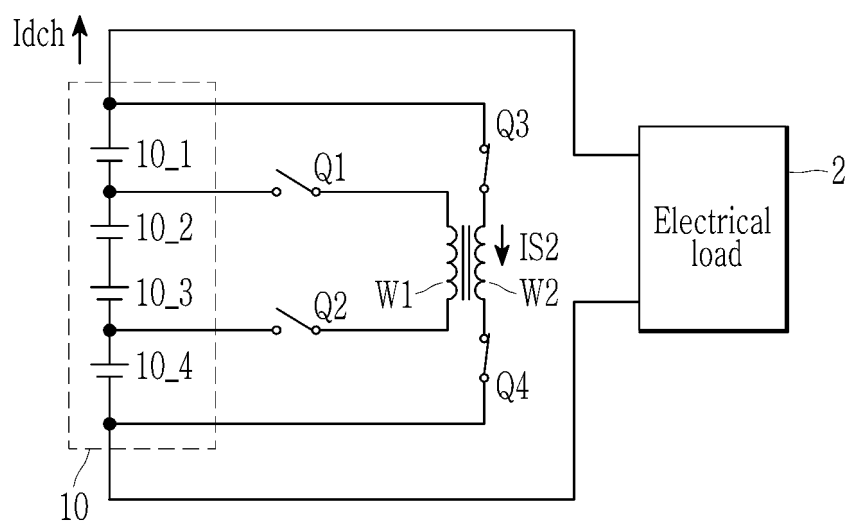 Idch
Q3
10_1
Q1
2
10_2
Electrical
load
IS2
10_3
W1
W2
Q2
10_4
Q4
10